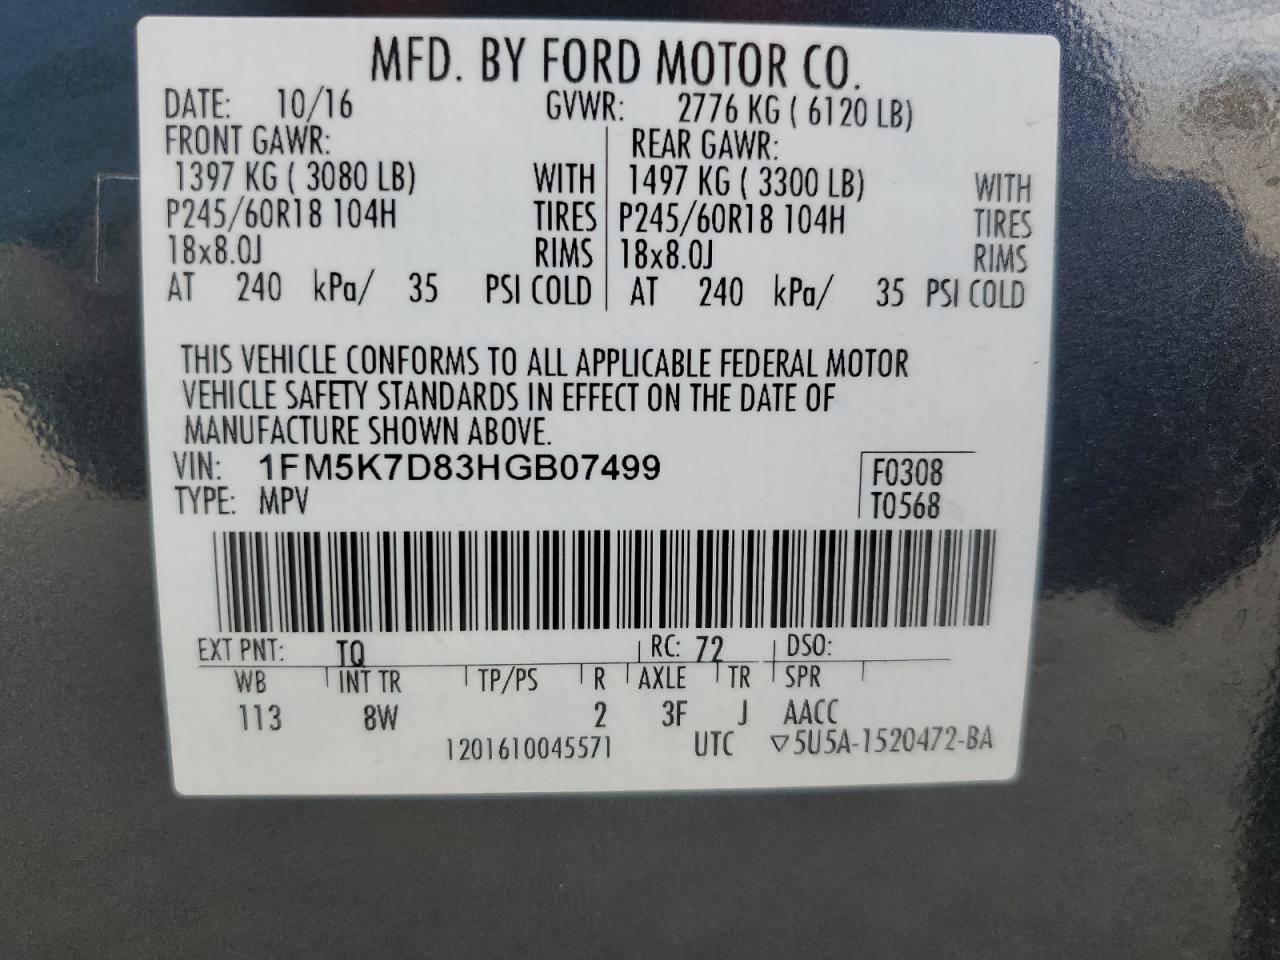 MFD. BY FORD MOTOR CO.
DATE: 10/16 GVWR: 2776 KG ( 6120 LB)
FRONT GAWR: REAR GAWR:
1397 KG ( 3080 LB) WITH 1497 KG ( 3300 LB) WITH
P245/60R18 104H TIRES P245/60R18 104H TIRES
18x8.0J RIMS 18x8.0J RIMS
AT 240 kPa/ 35 PSI COLD AT 240 kPa/ 35 PSI COLD
THIS VEHICLE CONFORMS TO ALL APPLICABLE FEDERAL MOTOR
VEHICLE SAFETY STANDARDS IN EFFECT ON THE DATE OF
MANUFACTURE SHOWN ABOVE.
VIN: 1FM5K7D83HGB07499 F0308
TYPE: MPV T0568
EXT PNT: TQ RC: 72 DSO:
WB INT TR TP/PS R AXLE TR SPR
113 8W 2 3F J AACC
1201610045571 UTC ▽5U5A-1520472-BA